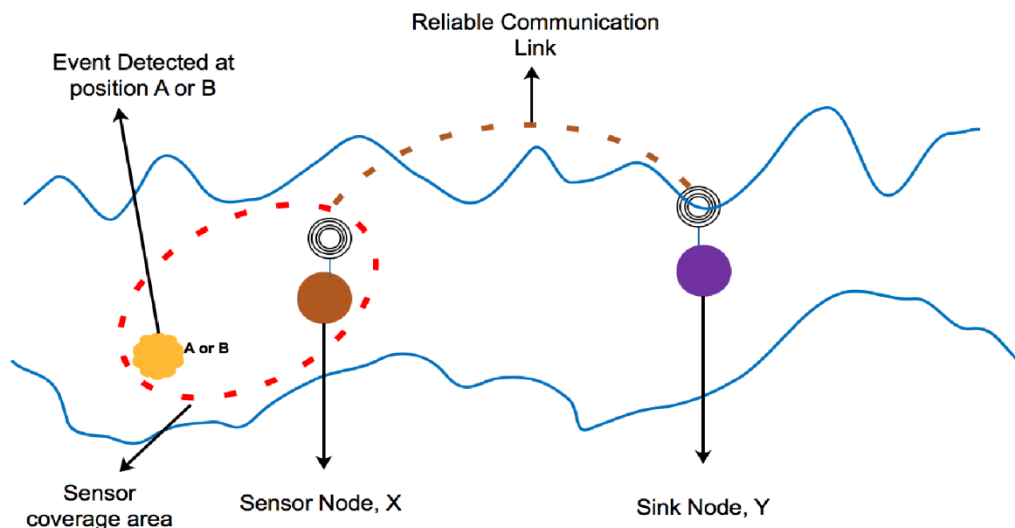 Reliable Communication
Link
Event Detected at
position A or B
A or B
Sensor
coverage area
Sensor Node, X
Sink Node, Y